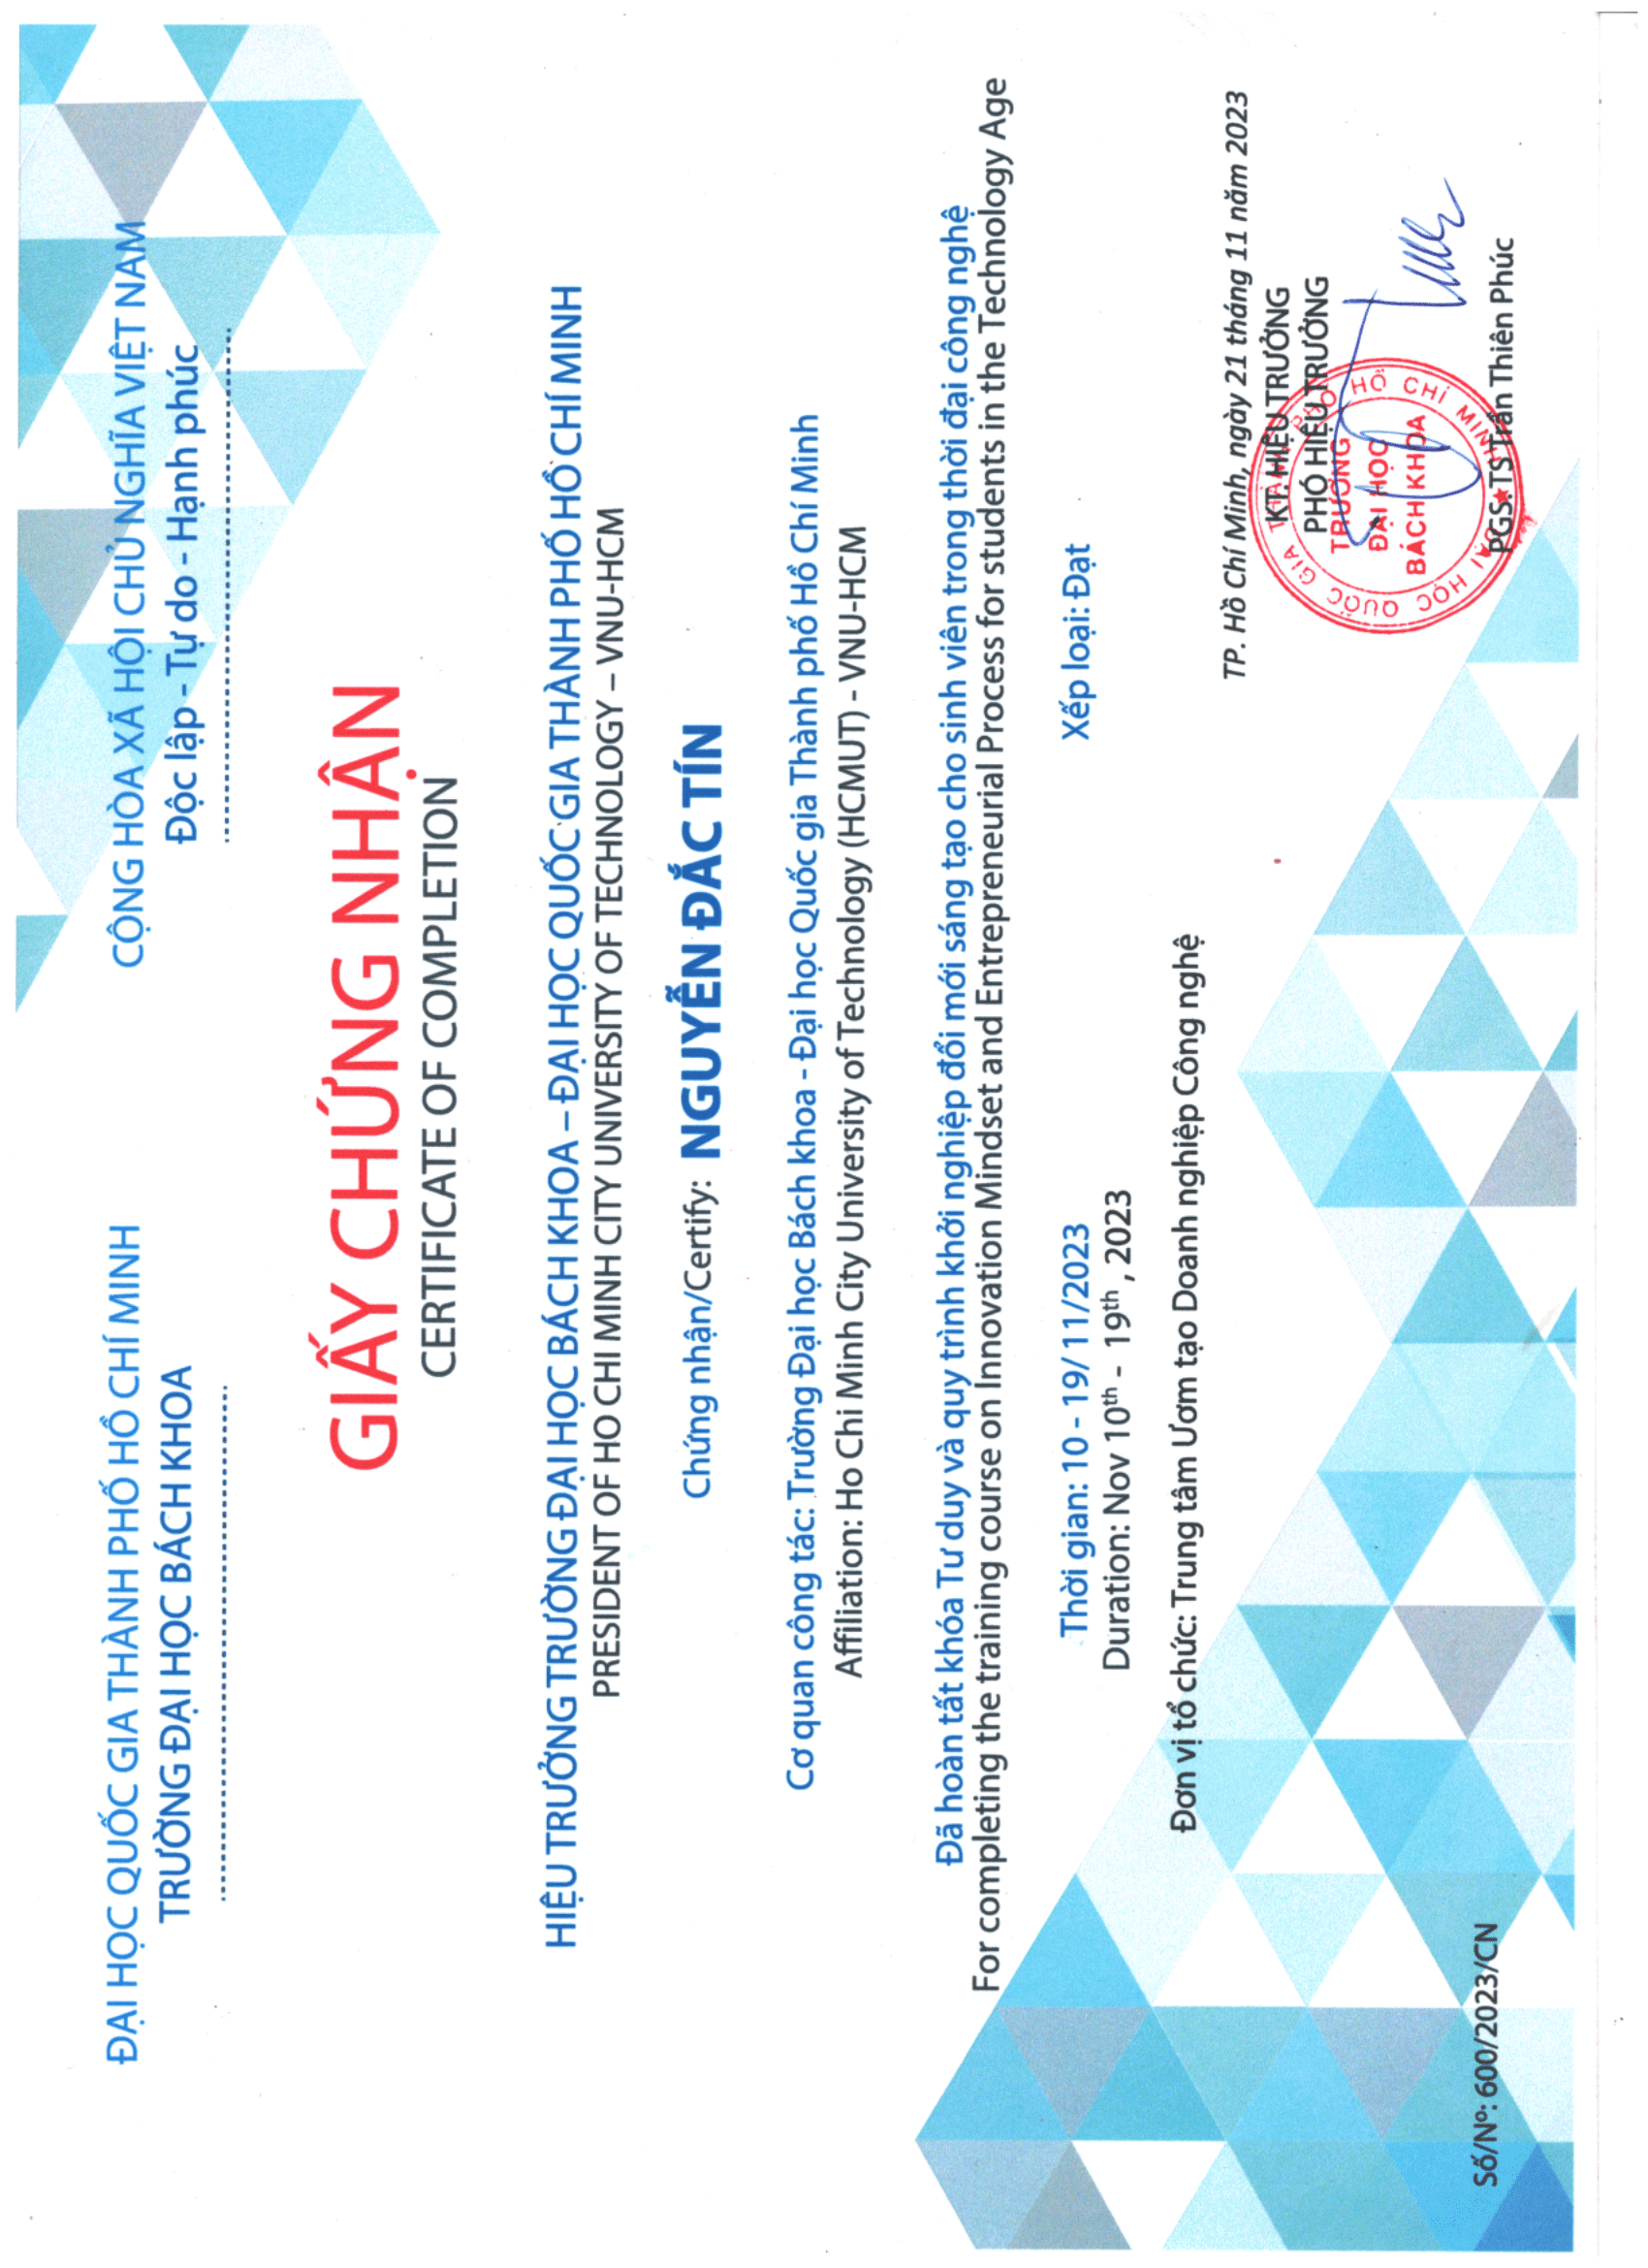 ĐẠI HỌC QUỐC GIA THÀNH PHỐ HỒ CHÍ MINH
TRƯỜNG ĐẠI HỌC BÁCH KHOA
CỘNG HÒA XÃ HỘI CHỦ NGHĨA VIỆT NAM
Độc lập - Tự do - Hạnh phúc
GIẤY CHỨNG NHẬN
CERTIFICATE OF COMPLETION
HIỆU TRƯỞNG TRƯỜNG ĐẠI HỌC BÁCH KHOA – ĐẠI HỌC QUỐC GIA THÀNH PHỐ HỒ CHÍ MINH
PRESIDENT OF HO CHI MINH CITY UNIVERSITY OF TECHNOLOGY – VNU-HCM
Chứng nhận/Certify: NGUYỄN ĐẮC TÍN
Cơ quan công tác: Trường Đại học Bách khoa - Đại học Quốc gia Thành phố Hồ Chí Minh
Affiliation: Ho Chi Minh City University of Technology (HCMUT) - VNU-HCM
Đã hoàn tất khóa Tư duy và quy trình khởi nghiệp đổi mới sáng tạo cho sinh viên trong thời đại công nghệ
For completing the training course on Innovation Mindset and Entrepreneurial Process for students in the Technology Age
Thời gian: 10 - 19/11/2023
Xếp loại: Đạt
Duration: Nov 10th - 19th, 2023
Đơn vị tổ chức: Trung tâm Ươm tạo Doanh nghiệp Công nghệ
TP. Hồ Chí Minh, ngày 21 tháng 11 năm 2023
KT. HIỆU TRƯỞNG
PHÓ HIỆU TRƯỞNG
ĐẠI HỌC QUỐC GIA THÀNH PHỐ HỒ CHÍ MINH
TRƯỜNG
ĐẠI HỌC
BÁCH KHOA
PGS.TS Trần Thiên Phúc
Số/Nº: 600/2023/CN